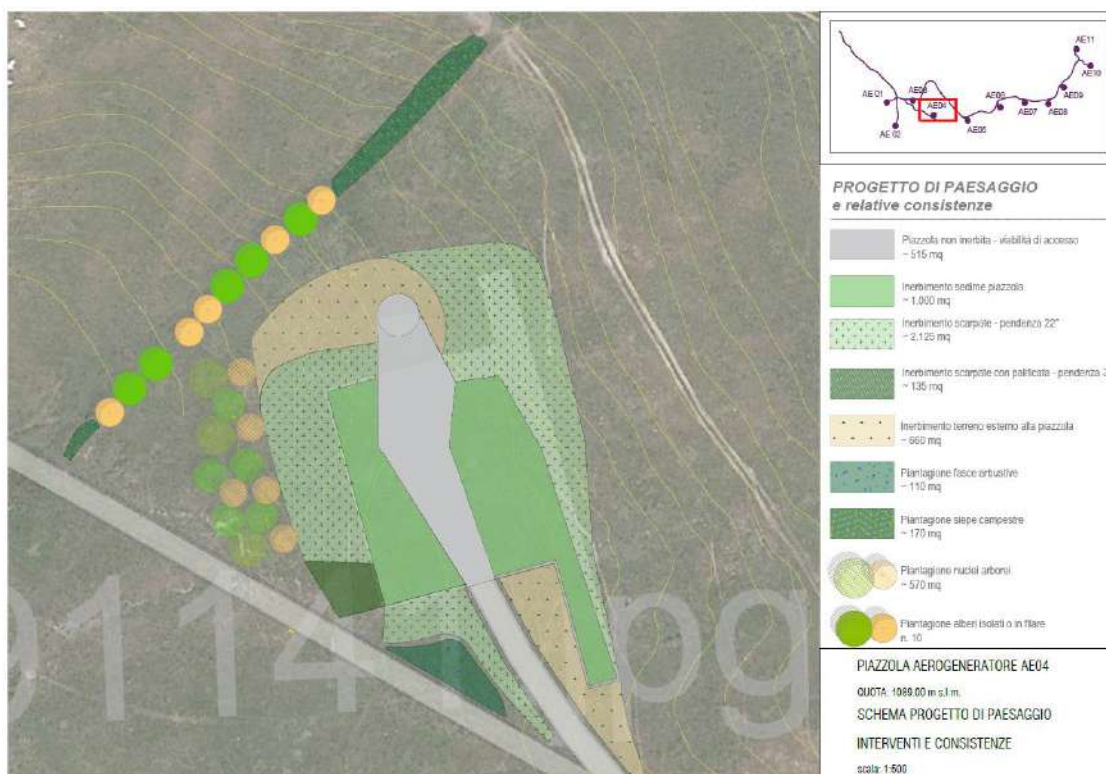 AE11
AE10
AE 01
AE03
AE04
AE06
AE09
AE 02
AE05
AE07
AE08
PROGETTO DI PAESAGGIO
e relative consistenze
Piazzola non inerbita - viabilità di accesso
~ 515 mq
Inerbimento sedime piazzola
~ 1.000 mq
Inerbimento scarpate - pendenza 22°
~ 2.125 mq
Inerbimento scarpate con palificata - pendenza
~ 135 mq
Inerbimento terreno esterno alla piazzola
~ 660 mq
Piantagione fasce arbustive
~ 110 mq
Piantagione siepe campestre
~ 170 mq
Piantagione nuclei arborei
~ 570 mq
Piantagione alberi isolati o in filare
n. 10
PIAZZOLA AEROGENERATORE AE04
QUOTA: 1089.00 m s.l.m.
SCHEMA PROGETTO DI PAESAGGIO
INTERVENTI E CONSISTENZE
scala: 1:500